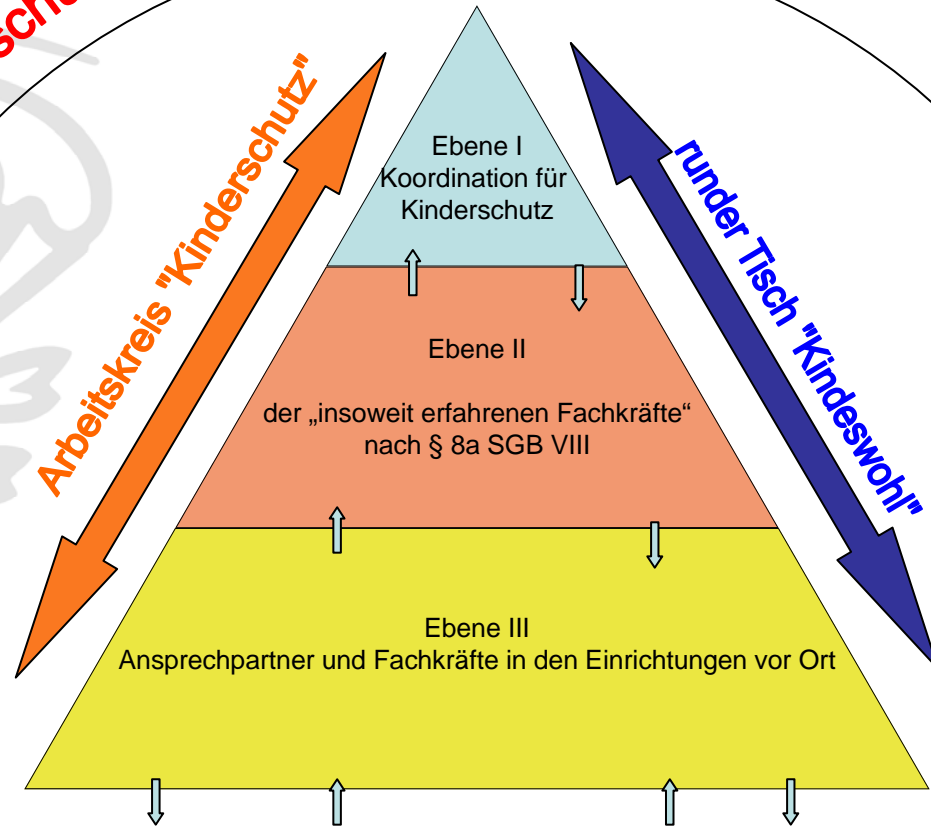 Arbeitskreis "Kinderschutz"
runder Tisch "Kindeswohl"
Ebene I
Koordination für
Kinderschutz
Ebene II
der „insoweit erfahrenen Fachkräfte“
nach § 8a SGB VIII
Ebene III
Ansprechpartner und Fachkräfte in den Einrichtungen vor Ort